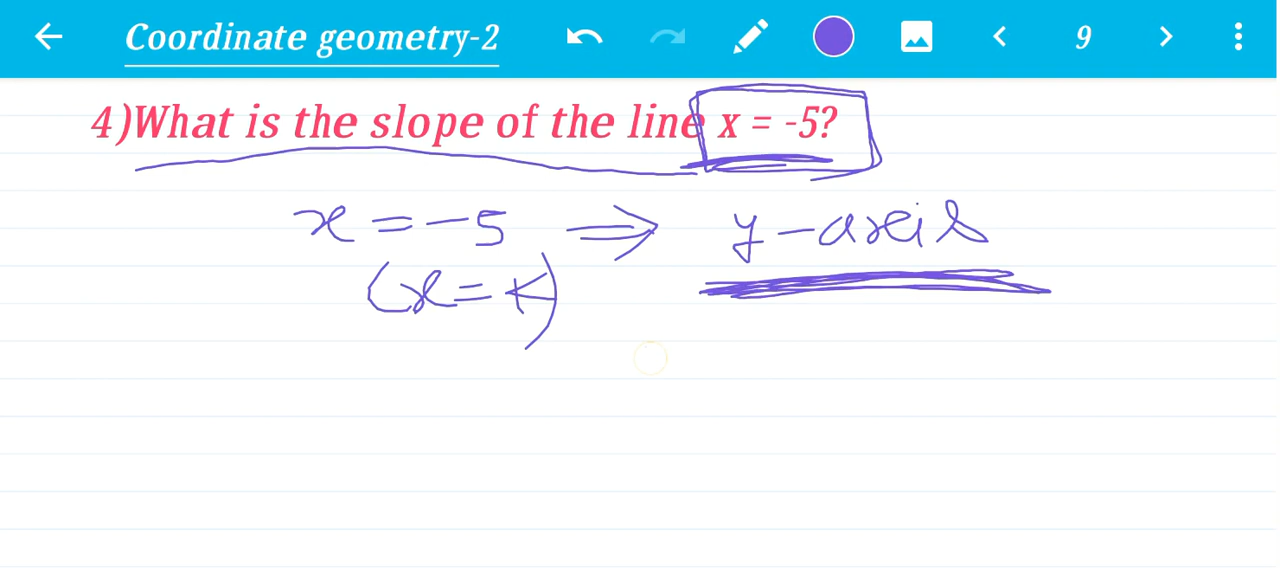 Coordinate geometry-2
9
4)What is the slope of the line x = -5?
x = -5 ⇒ y-axis
(x=k)